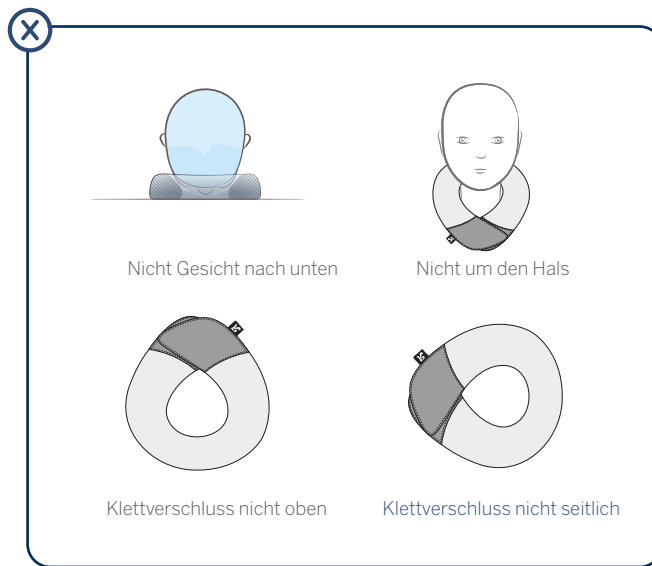 Nicht Gesicht nach unten
Nicht um den Hals
Klettverschluss nicht oben
Klettverschluss nicht seitlich